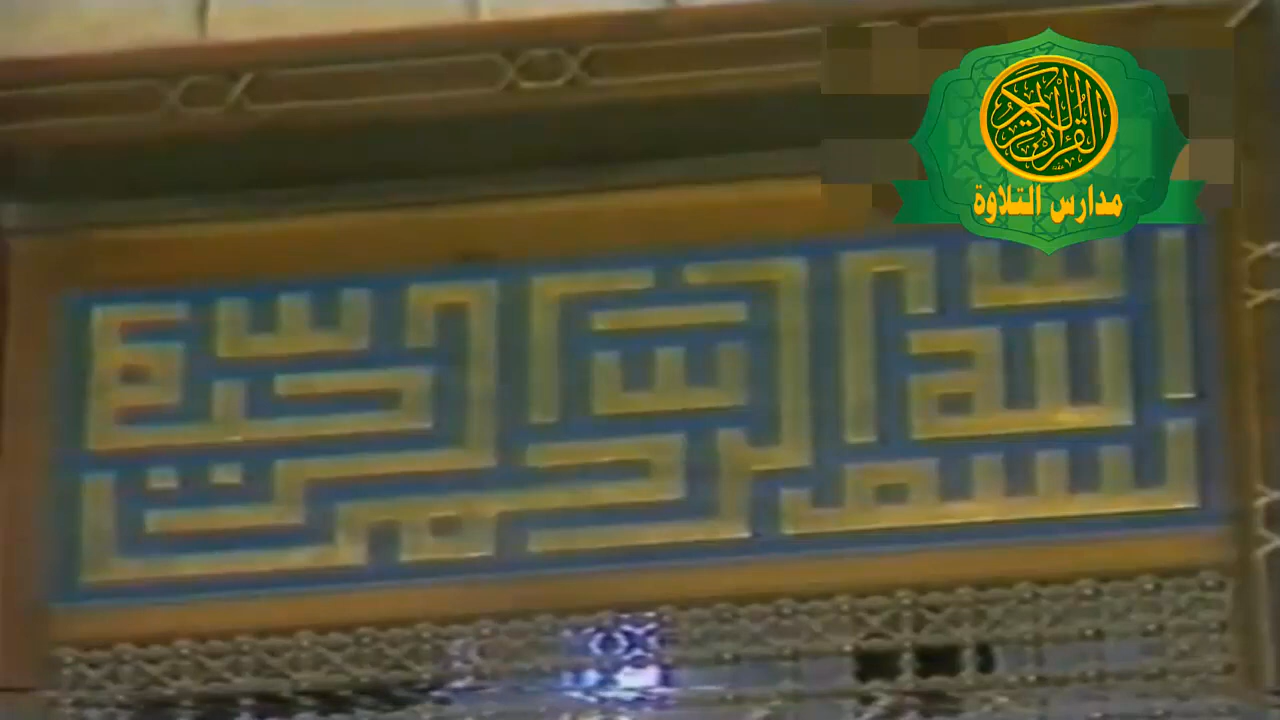 بسم الله الرحمن الرحيم
القرآن الكريم
مدارس التلاوة